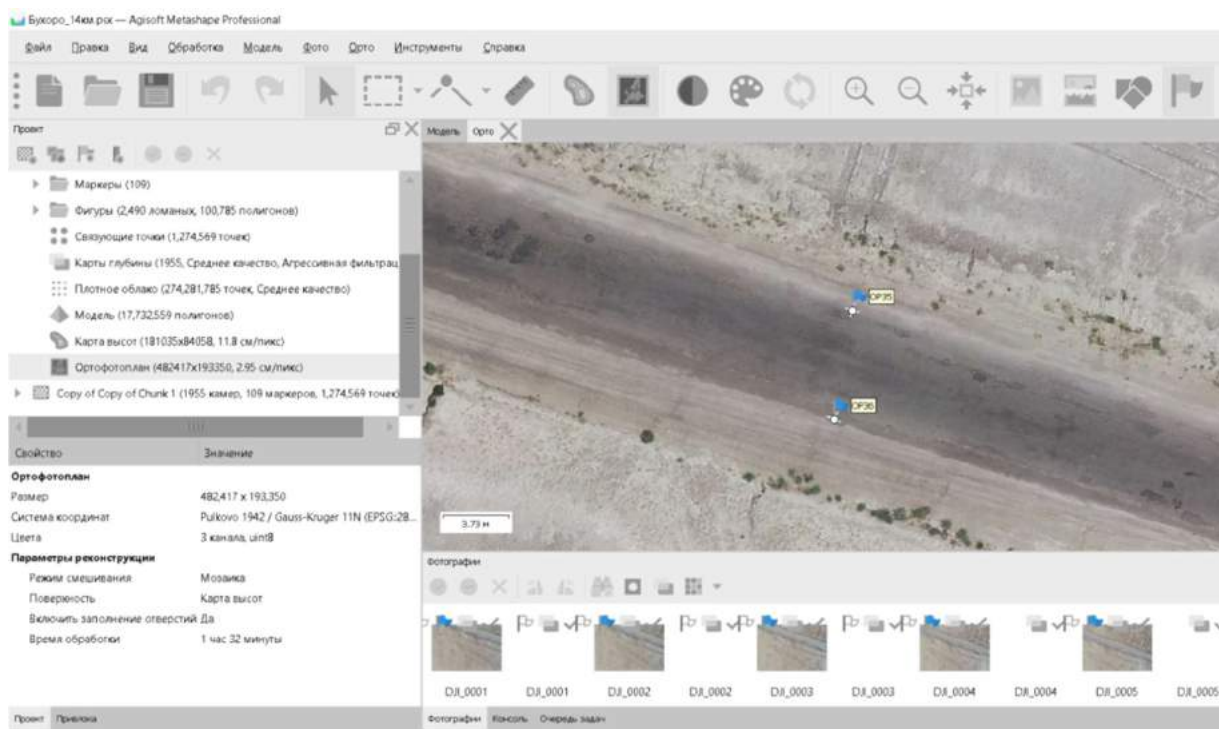 Бухоро_14км.psx — Agisoft Metashape Professional
Файл Правка Вид Обработка Модель Фото Орто Инструменты Справка
Проект
Модель Орто
Маркеры (109)
Фигуры (2,490 ломаных, 100,785 полигонов)
Связующие точки (1,274,569 точек)
Карты глубины (1955, Среднее качество, Агрессивная фильтрац
Плотное облако (274,281,785 точек, Среднее качество)
Модель (17,732,559 полигонов)
Карта высот (181035x84058, 11.8 см/пикс)
Ортофотоплан (482417x193350, 2.95 см/пикс)
Copy of Copy of Chunk 1 (1955 камер, 109 маркеров, 1,274,569 точек)
Свойство Значение
Ортофотоплан
Размер 482,417 x 193,350
Система координат Pulkovo 1942 / Gauss-Kruger 11N (EPSG:28...
Цвета 3 канала, uint8
Параметры реконструкции
Режим смешивания Мозаика
Поверхность Карта высот
Включить заполнение отверстий Да
Время обработки 1 час 32 минуты
Проект Привязка
OP35
OP36
3.73 м
Фотографии
DJI_0001 DJI_0001 DJI_0002 DJI_0002 DJI_0003 DJI_0003 DJI_0004 DJI_0004 DJI_0005 DJI_0005
Фотографии Консоль Очередь задач